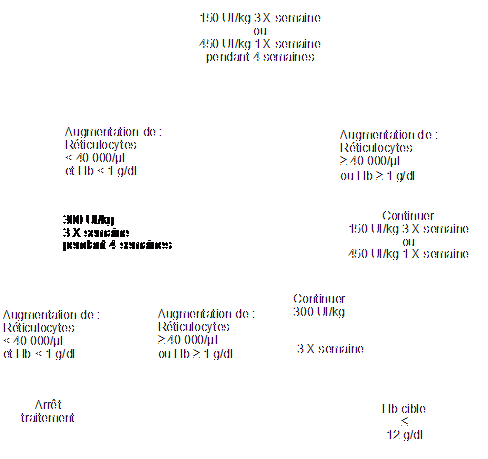 150 UI/kg 3 X semaine
ou
450 UI/kg 1 X semaine
pendant 4 semaines
Augmentation de :
Réticulocytes
< 40 000/µl
et Hb < 1 g/dl
Augmentation de :
Réticulocytes
≥ 40 000/µl
ou Hb ≥ 1 g/dl
300 UI/kg
3 X semaine
pendant 4 semaines
Continuer
150 UI/kg 3 X semaine
ou
450 UI/kg 1 X semaine
Augmentation de :
Réticulocytes
< 40 000/µl
et Hb < 1 g/dl
Augmentation de :
Réticulocytes
≥ 40 000/µl
ou Hb ≥ 1 g/dl
Continuer
300 UI/kg
3 X semaine
Arrêt
traitement
Hb cible
≤
12 g/dl